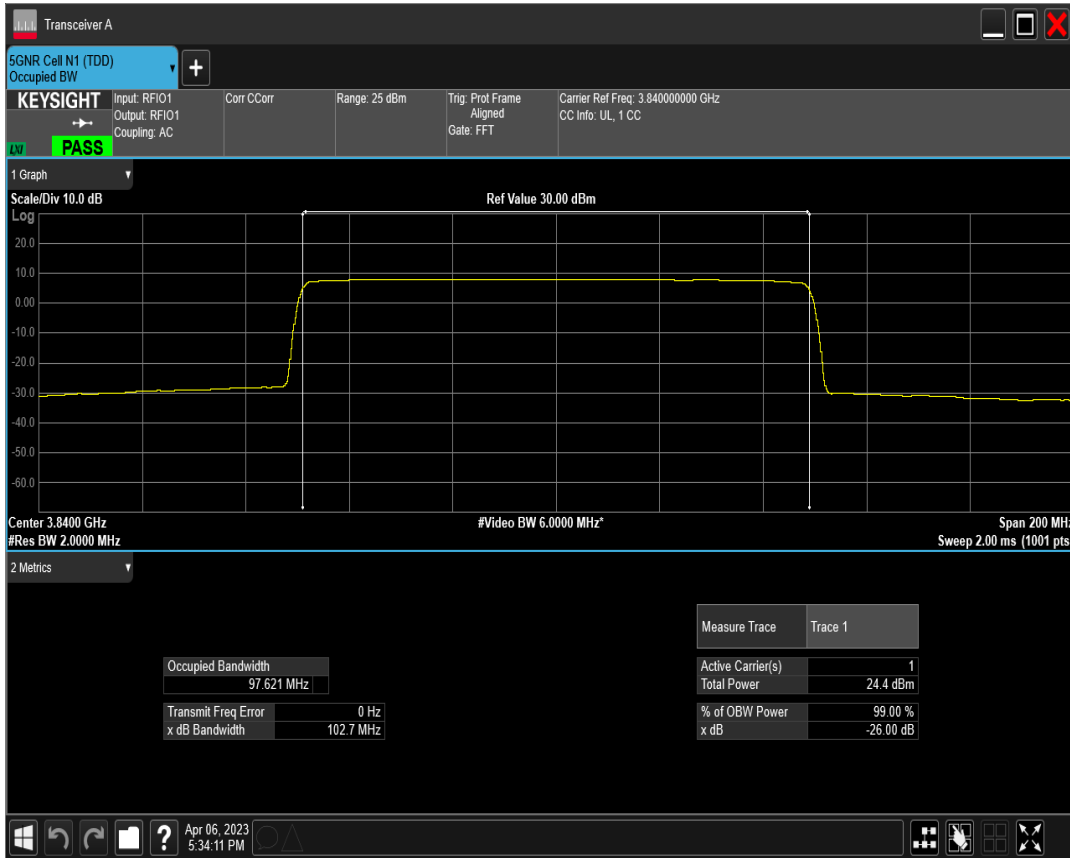 Transceiver A
5GNR Cell N1 (TDD)
Occupied BW
+
KEYSIGHT
LXI
PASS
Input: RFIO1
Output: RFIO1
Coupling: AC
Corr CCorr
Range: 25 dBm
Trig: Prot Frame
Aligned
Gate: FFT
Carrier Ref Freq: 3.840000000 GHz
CC Info: UL, 1 CC
1 Graph
Scale/Div 10.0 dB
Ref Value 30.00 dBm
Log
20.0
10.0
0.00
-10.0
-20.0
-30.0
-40.0
-50.0
-60.0
Center 3.8400 GHz
#Video BW 6.0000 MHz*
Span 200 MHz
#Res BW 2.0000 MHz
Sweep 2.00 ms (1001 pts
2 Metrics
Measure Trace Trace 1
Occupied Bandwidth
97.621 MHz
Active Carrier(s) 1
Total Power 24.4 dBm
Transmit Freq Error 0 Hz
x dB Bandwidth 102.7 MHz
% of OBW Power 99.00 %
x dB -26.00 dB
?
Apr 06, 2023
5:34:11 PM